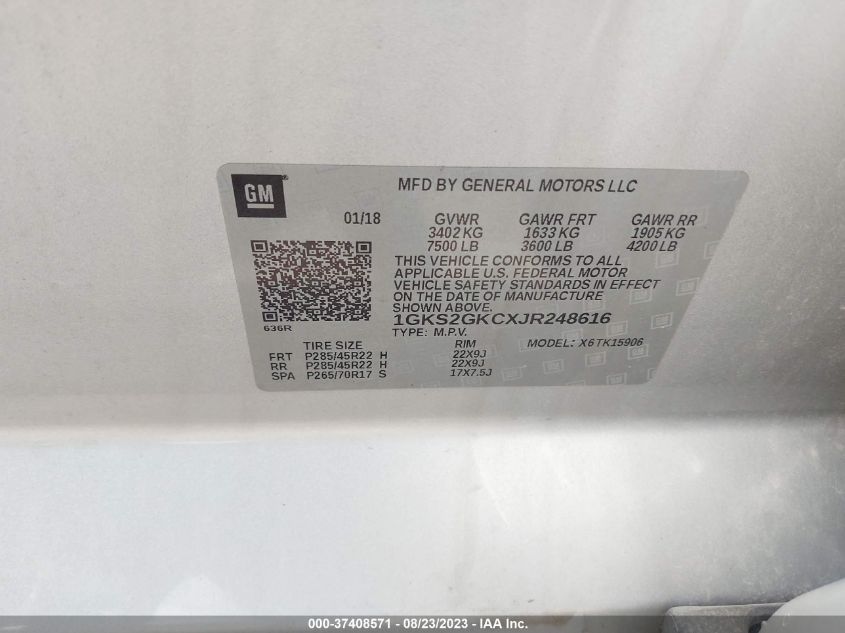 GM
MFD BY GENERAL MOTORS LLC
01/18 GVWR GAWR FRT GAWR RR
3402 KG 1633 KG 1905 KG
7500 LB 3600 LB 4200 LB
THIS VEHICLE CONFORMS TO ALL
APPLICABLE U.S. FEDERAL MOTOR
VEHICLE SAFETY STANDARDS IN EFFECT
ON THE DATE OF MANUFACTURE
SHOWN ABOVE.
636R
1GKS2GKCXJR248616
TYPE: M.P.V. MODEL: X6TK15906
TIRE SIZE RIM
FRT P285/45R22 H 22X9J
RR P285/45R22 H 22X9J
SPA P265/70R17 S 17X7.5J
000-37408571 - 08/23/2023 - IAA Inc.